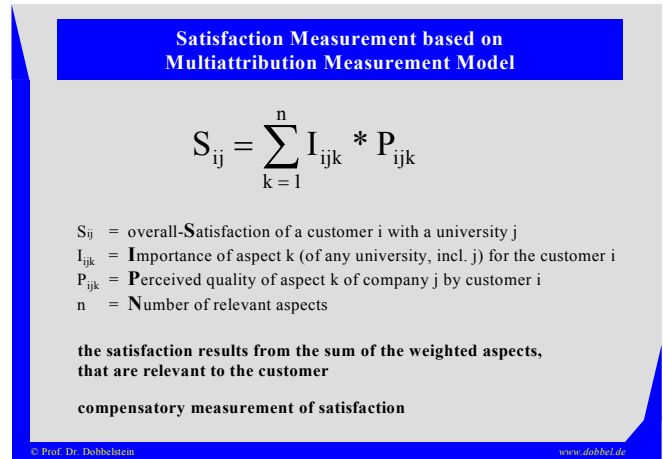 Satisfaction Measurement based on
Multiattribution Measurement Model
n
S_ij = ∑ I_ijk * P_ijk
k = 1
S_ij = overall-Satisfaction of a customer i with a university j
I_ijk = Importance of aspect k (of any university, incl. j) for the customer i
P_ijk = Perceived quality of aspect k of company j by customer i
n = Number of relevant aspects
the satisfaction results from the sum of the weighted aspects,
that are relevant to the customer
compensatory measurement of satisfaction
© Prof. Dr. Dobbelstein www.dobbel.de